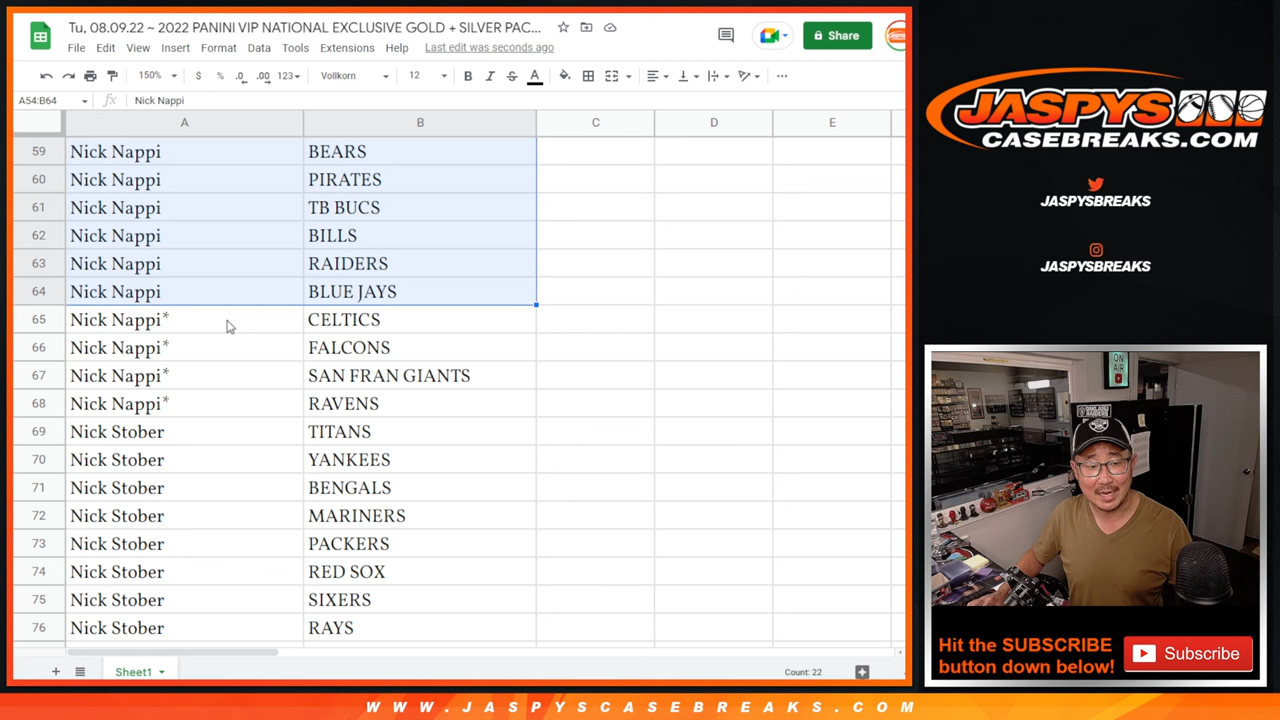 Tu, 08.09.22 ~ 2022 PANINI VIP NATIONAL EXCLUSIVE GOLD + SILVER PAC...
File Edit View Insert Format Data Tools Extensions Help Last edit was seconds ago
Share
150% $ % .0 .00 123 Vollkorn 12 B I S A
A54:B64 fx Nick Nappi
A B C D E
59 Nick Nappi BEARS
60 Nick Nappi PIRATES
61 Nick Nappi TB BUCS
62 Nick Nappi BILLS
63 Nick Nappi RAIDERS
64 Nick Nappi BLUE JAYS
65 Nick Nappi* CELTICS
66 Nick Nappi* FALCONS
67 Nick Nappi* SAN FRAN GIANTS
68 Nick Nappi* RAVENS
69 Nick Stober TITANS
70 Nick Stober YANKEES
71 Nick Stober BENGALS
72 Nick Stober MARINERS
73 Nick Stober PACKERS
74 Nick Stober RED SOX
75 Nick Stober SIXERS
76 Nick Stober RAYS
Sheet1 Count: 22
JASPYS
CASEBREAKS.COM
JASPYSBREAKS
JASPYSBREAKS
ON AIR
Hit the SUBSCRIBE
button down below!
Subscribe
WWW.JASPYSCASEBREAKS.COM